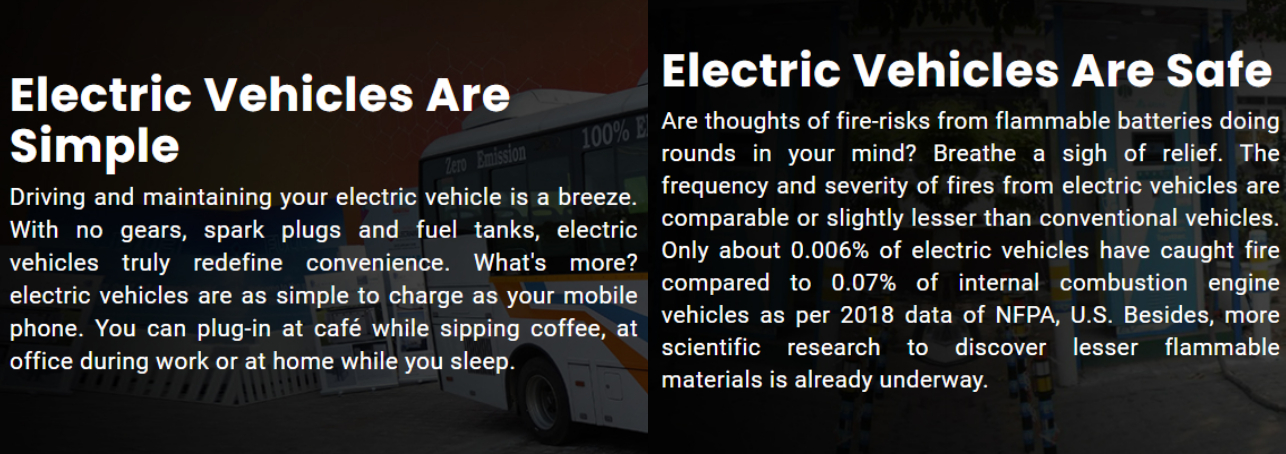 Electric Vehicles Are
Simple
Driving and maintaining your electric vehicle is a breeze.
With no gears, spark plugs and fuel tanks, electric
vehicles truly redefine convenience. What's more?
electric vehicles are as simple to charge as your mobile
phone. You can plug-in at café while sipping coffee, at
office during work or at home while you sleep.
Zero Emission
100%
Electric Vehicles Are Safe
Are thoughts of fire-risks from flammable batteries doing
rounds in your mind? Breathe a sigh of relief. The
frequency and severity of fires from electric vehicles are
comparable or slightly lesser than conventional vehicles.
Only about 0.006% of electric vehicles have caught fire
compared to 0.07% of internal combustion engine
vehicles as per 2018 data of NFPA, U.S. Besides, more
scientific research to discover lesser flammable
materials is already underway.